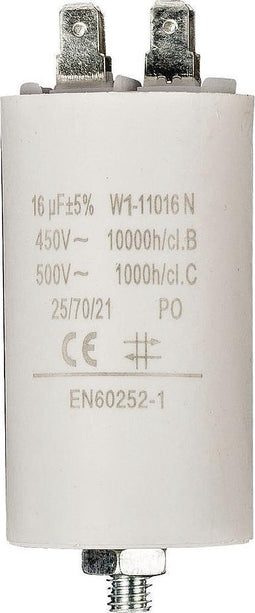 16 µF±5% W1-11016 N
450V~ 10000h/cl.B
500V~ 1000h/cl.C
25/70/21 PO
CE
EN60252-1